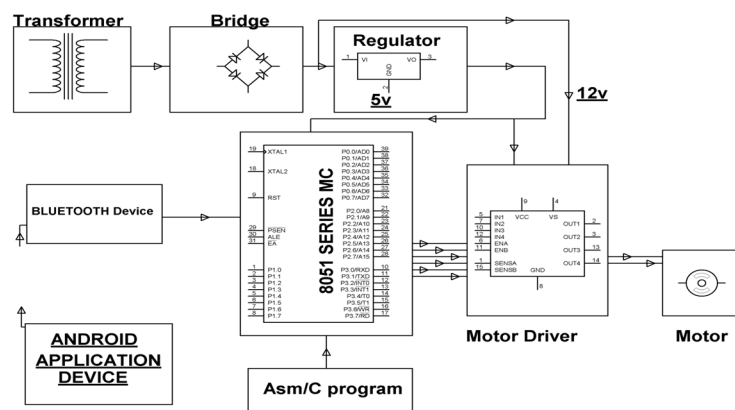 Transformer
Bridge
Regulator
1
VI
VO
3
GND
2
5v
12v
BLUETOOTH Device
ANDROID
APPLICATION
DEVICE
8051 SERIES MC
19
XTAL1
18
XTAL2
9
RST
29
PSEN
30
ALE
31
EA
1
P1.0
2
P1.1
3
P1.2
4
P1.3
5
P1.4
6
P1.5
7
P1.6
8
P1.7
P0.0/AD0
39
P0.1/AD1
38
P0.2/AD2
37
P0.3/AD3
36
P0.4/AD4
35
P0.5/AD5
34
P0.6/AD6
33
P0.7/AD7
32
P2.0/A8
21
P2.1/A9
22
P2.2/A10
23
P2.3/A11
24
P2.4/A12
25
P2.5/A13
26
P2.6/A14
27
P2.7/A15
28
P3.0/RXD
10
P3.1/TXD
11
P3.2/INT0
12
P3.3/INT1
13
P3.4/T0
14
P3.5/T1
15
P3.6/WR
16
P3.7/RD
17
Asm/C program
9
4
VCC
VS
5
IN1
7
IN2
10
IN3
12
IN4
6
ENA
11
ENB
1
SENSA
15
SENSB
GND
8
OUT1
2
OUT2
3
OUT3
13
OUT4
14
Motor Driver
Motor